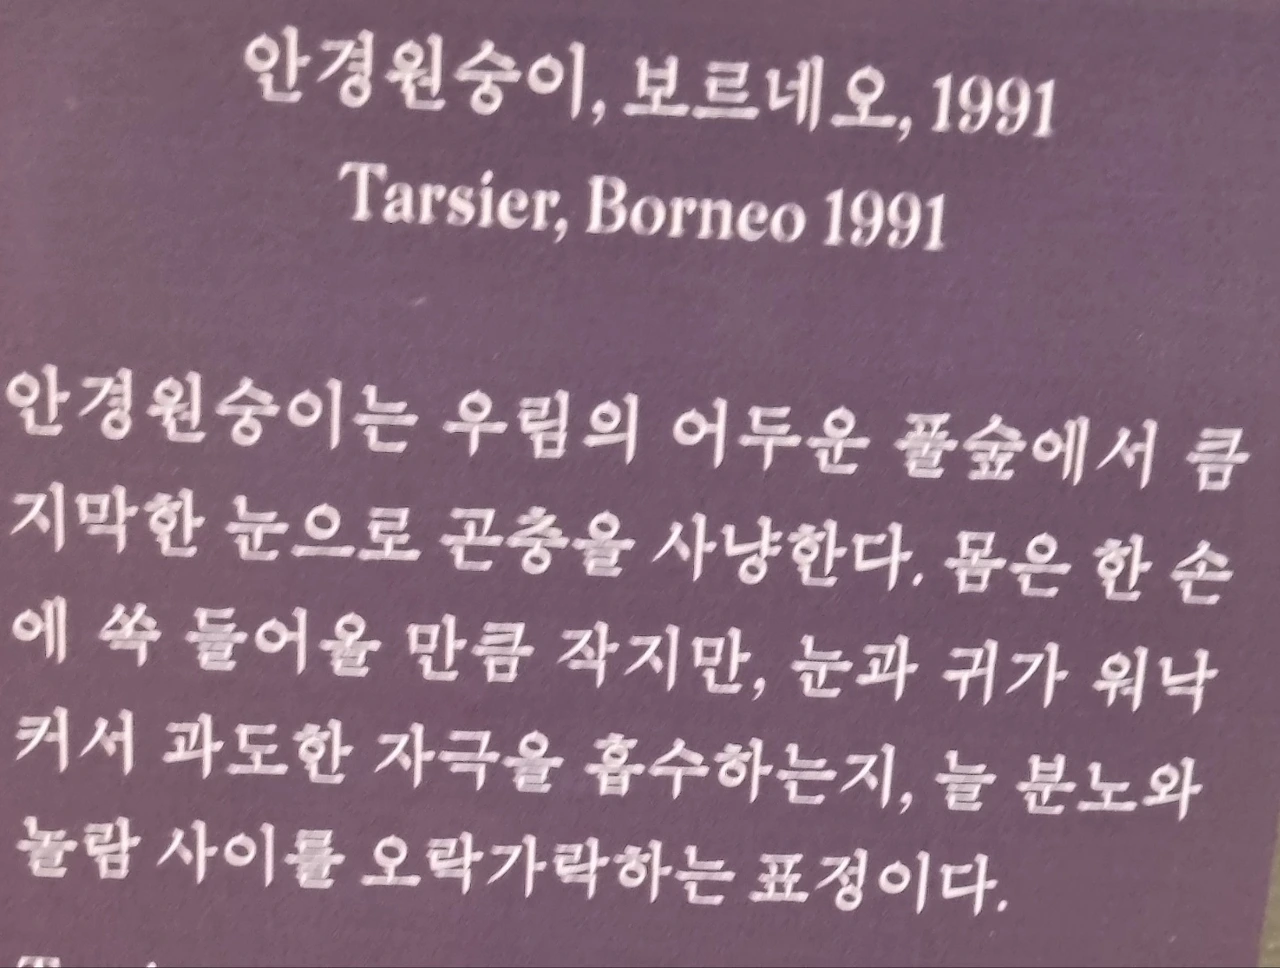 안경원숭이, 보르네오, 1991
Tarsier, Borneo 1991
안경원숭이는 우림의 어두운 풀숲에서 큼
지막한 눈으로 곤충을 사냥한다. 몸은 한 손
에 쏙 들어올 만큼 작지만, 눈과 귀가 워낙
커서 과도한 자극을 흡수하는지, 늘 분노와
놀람 사이를 오락가락하는 표정이다.